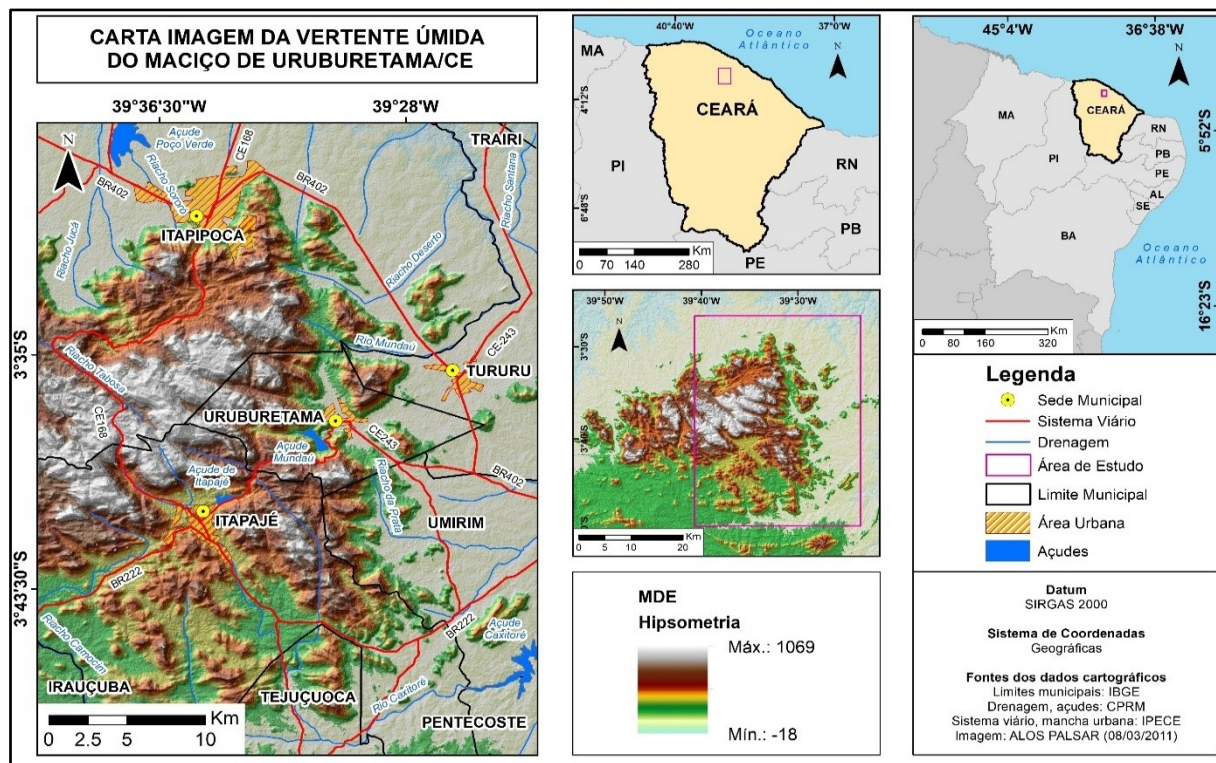 CARTA IMAGEM DA VERTENTE ÚMIDA
DO MACIÇO DE URUBURETAMA/CE
39°36'30"W
39°28'W
3°35'S
3°43'30"S
N
Açude
Poço Verde
CE168
TRAIRI
BR402
Riacho Sororó
BR402
Riacho Santana
ITAPIPOCA
Riacho Jucá
Riacho Deserto
Rio Mundaú
CE-243
TURURU
Riacho Tabosa
URUBURETAMA
CE168
Açude
Mundaú
CE243
Açude de
Itapajé
BR402
Riacho da Prata
ITAPAJÉ
UMIRIM
BR222
BR222
Açude
Caxitoré
Riacho Camocim
IRAUÇUBA
TEJUÇUOCA
Rio Caxitoré
PENTECOSTE
Km
0 2.5 5 10
40°40'W
37°0'W
Oceano
Atlântico
N
MA
4°12'S
CEARÁ
PI
RN
6°48'S
PB
PE
Km
0 70 140 280
39°50'W
39°40'W
39°30'W
N
3°30'S
3°40'S
Km
0 5 10 20
MDE
Hipsometria
Máx.: 1069
Mín.: -18
45°4'W
36°38'W
N
CEARÁ
MA
RN
5°52'S
PI
PB
PE
AL
SE
BA
Oceano
Atlântico
16°23'S
Km
0 80 160 320
Legenda
Sede Municipal
Sistema Viário
Drenagem
Área de Estudo
Limite Municipal
Área Urbana
Açudes
Datum
SIRGAS 2000
Sistema de Coordenadas
Geográficas
Fontes dos dados cartográficos
Limites municipais: IBGE
Drenagem, açudes: CPRM
Sistema viário, mancha urbana: IPECE
Imagem: ALOS PALSAR (08/03/2011)